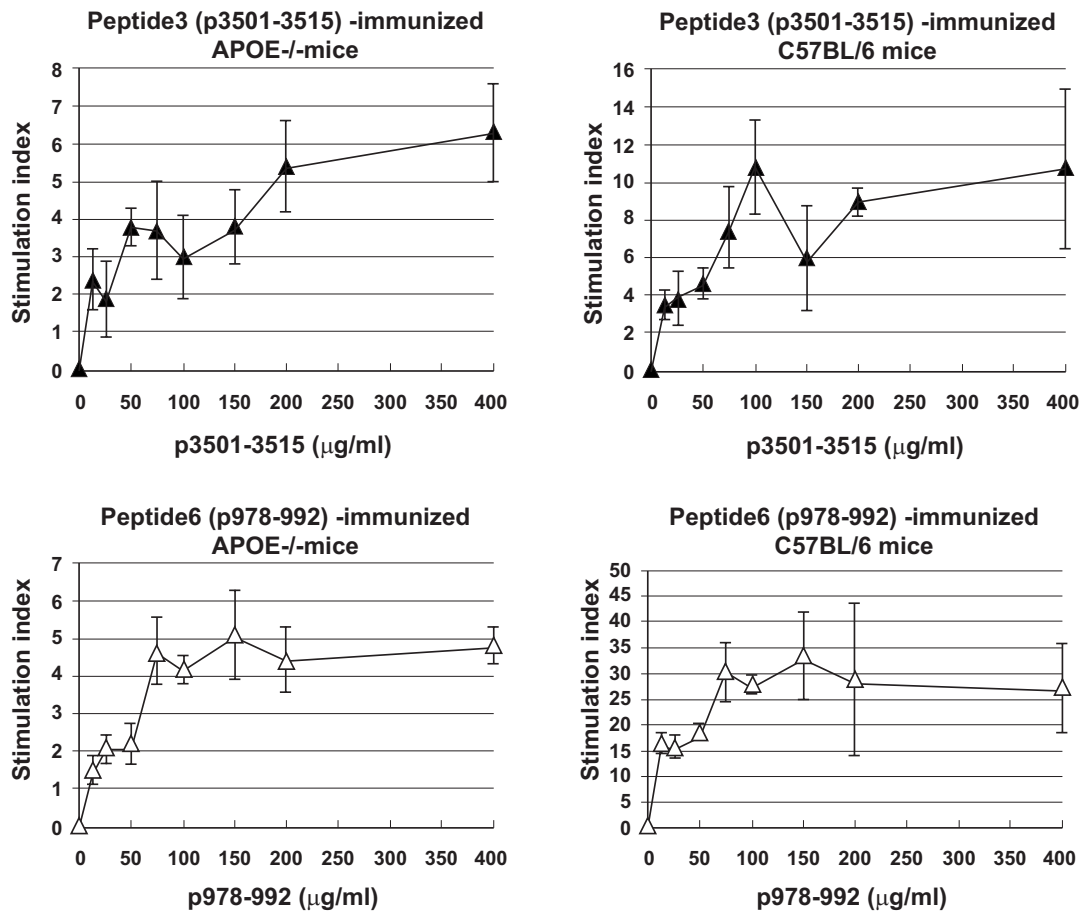 Peptide3 (p3501-3515) -immunized
APOE-/-mice
Stimulation index
8
7
6
5
4
3
2
1
0
0 50 100 150 200 250 300 350 400
p3501-3515 (μg/ml)
Peptide3 (p3501-3515) -immunized
C57BL/6 mice
Stimulation index
16
14
12
10
8
6
4
2
0
0 50 100 150 200 250 300 350 400
p3501-3515 (μg/ml)
Peptide6 (p978-992) -immunized
APOE-/-mice
Stimulation index
7
6
5
4
3
2
1
0
0 50 100 150 200 250 300 350 400
p978-992 (μg/ml)
Peptide6 (p978-992) -immunized
C57BL/6 mice
Stimulation index
50
45
40
35
30
25
20
15
10
5
0
0 50 100 150 200 250 300 350 400
p978-992 (μg/ml)